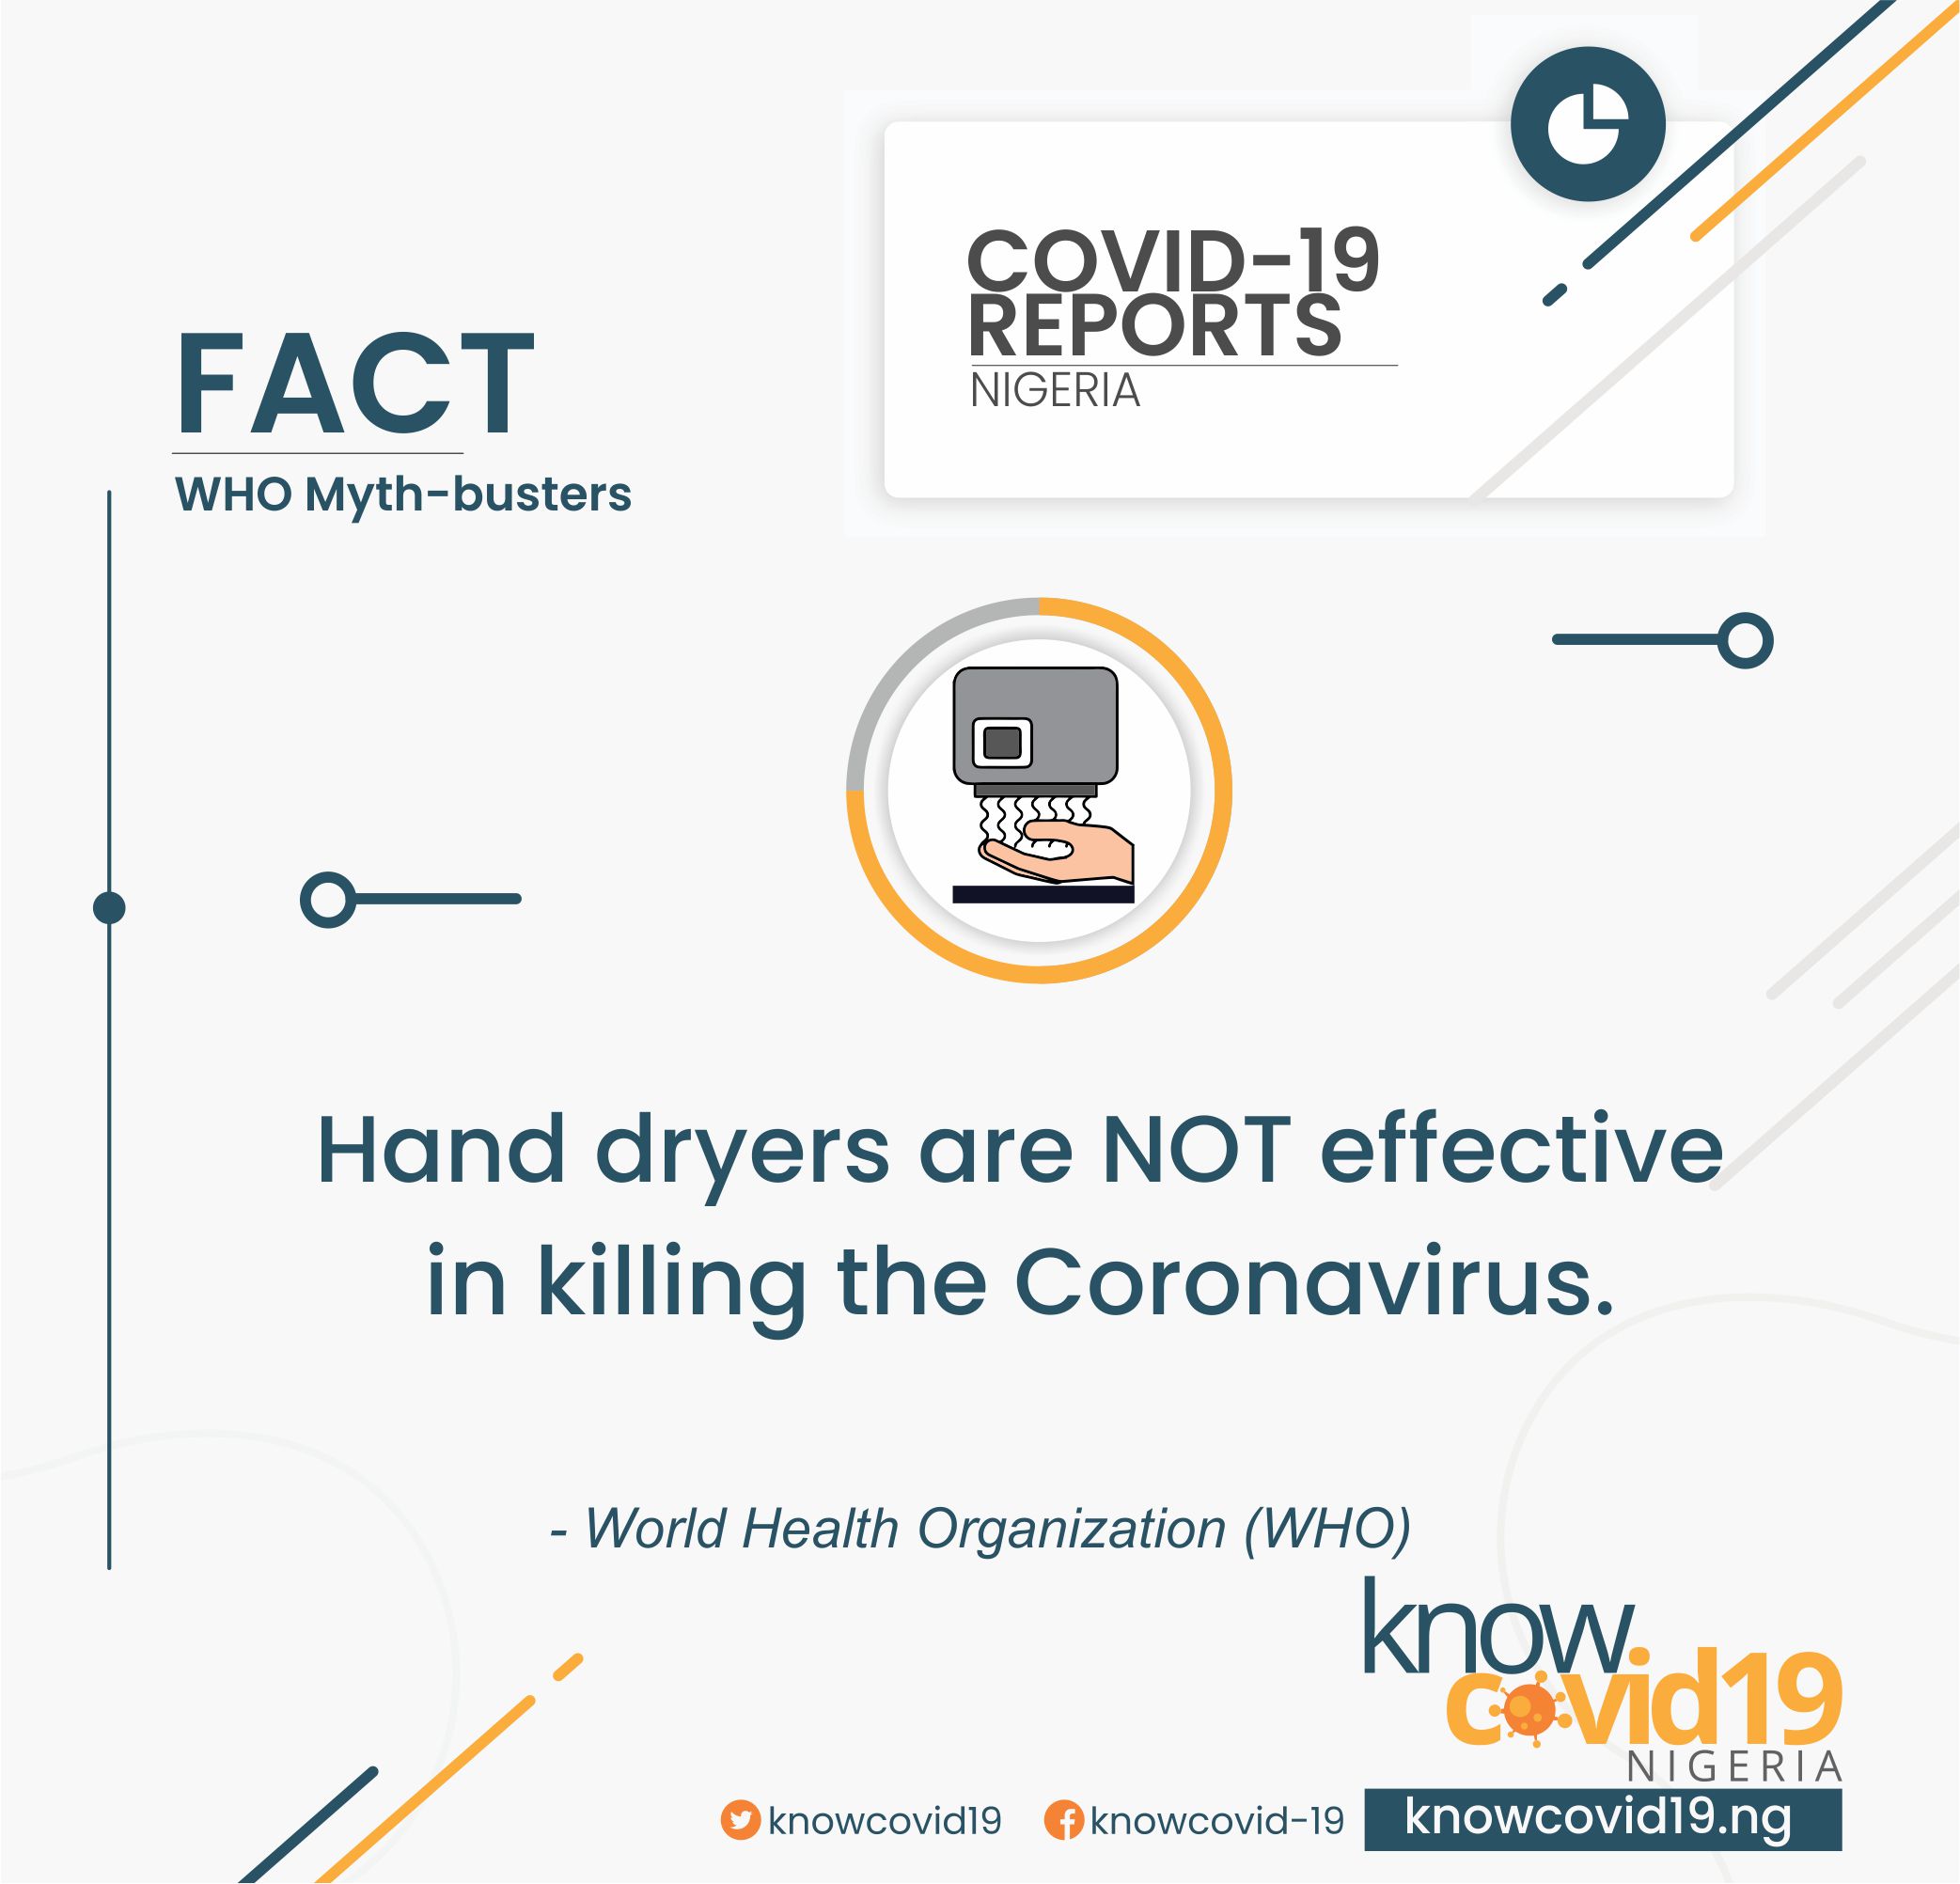 COVID-19
REPORTS
NIGERIA
FACT
WHO Myth-busters
Hand dryers are NOT effective
in killing the Coronavirus.
- World Health Organization (WHO)
know
covid19
NIGERIA
knowcovid19 knowcovid-19 knowcovid19.ng